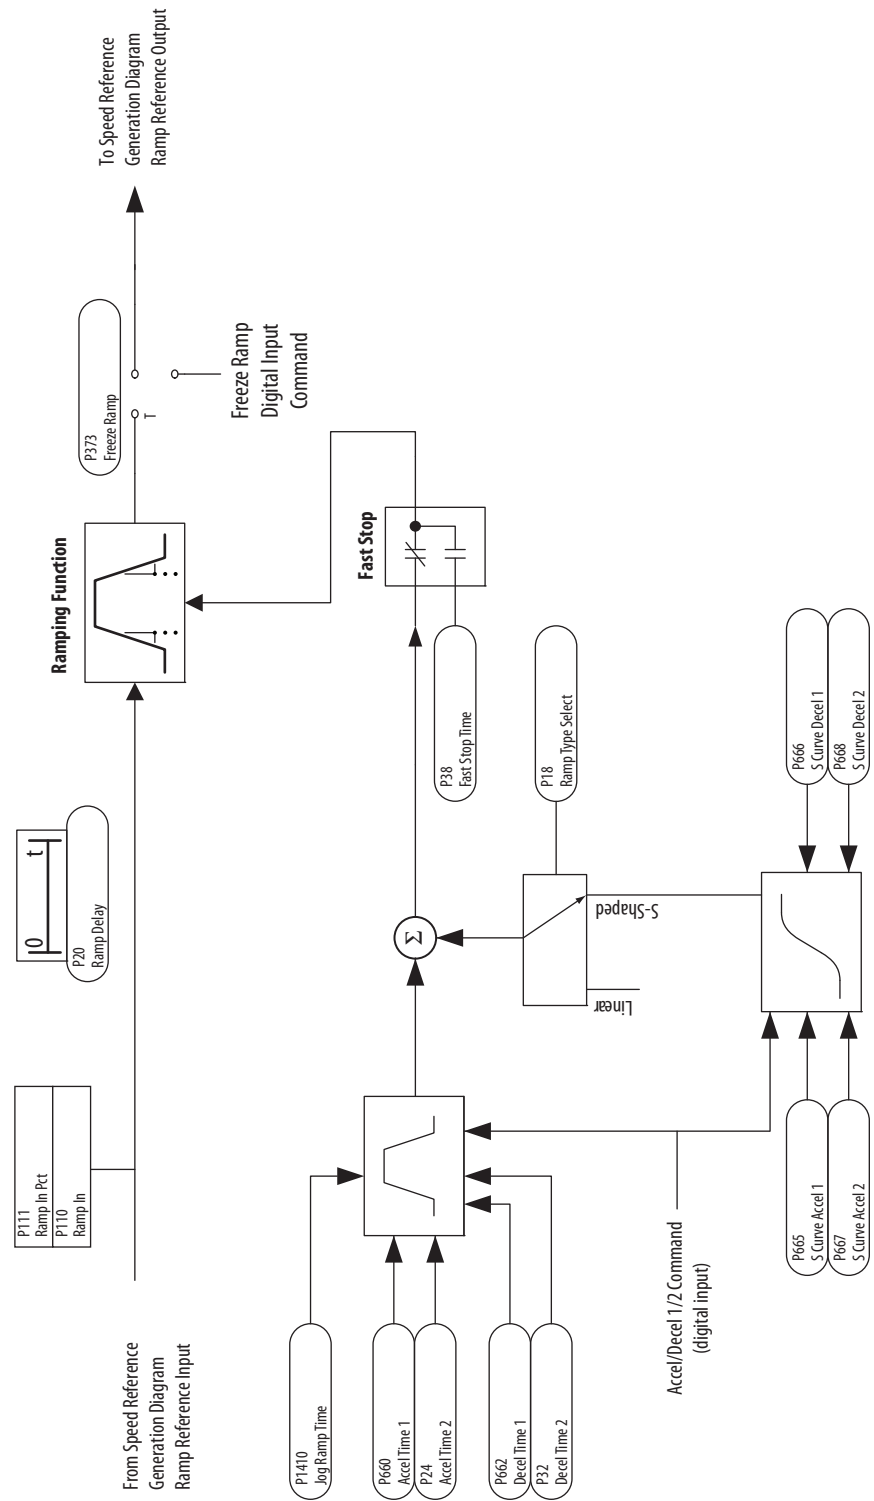 From Speed Reference
Generation Diagram
Ramp Reference Input
P111
Ramp In Pct
P110
Ramp In
0
t
P20
Ramp Delay
Ramping Function
P373
Freeze Ramp
T
Freeze Ramp
Digital Input
Command
To Speed Reference
Generation Diagram
Ramp Reference Output
P1410
Jog Ramp Time
P660
Accel Time 1
P24
Accel Time 2
P662
Decel Time 1
P32
Decel Time 2
Σ
Fast Stop
P38
Fast Stop Time
P18
Ramp Type Select
Linear
S-Shaped
Accel/Decel 1/2 Command
(digital input)
P665
S Curve Accel 1
P667
S Curve Accel 2
P666
S Curve Decel 1
P668
S Curve Decel 2